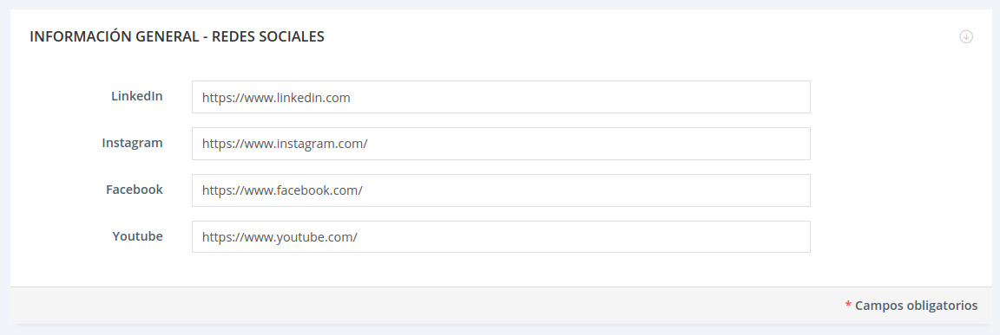 INFORMACIÓN GENERAL - REDES SOCIALES
LinkedIn https://www.linkedin.com
Instagram https://www.instagram.com/
Facebook https://www.facebook.com/
Youtube https://www.youtube.com/
* Campos obligatorios